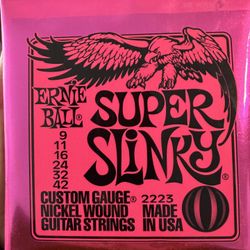 ERNIE
BALL®
SUPER
SLINKY®
9
11
16
24
32
42
CUSTOM GAUGE® 2223
NICKEL WOUND MADE
GUITAR STRINGS IN USA